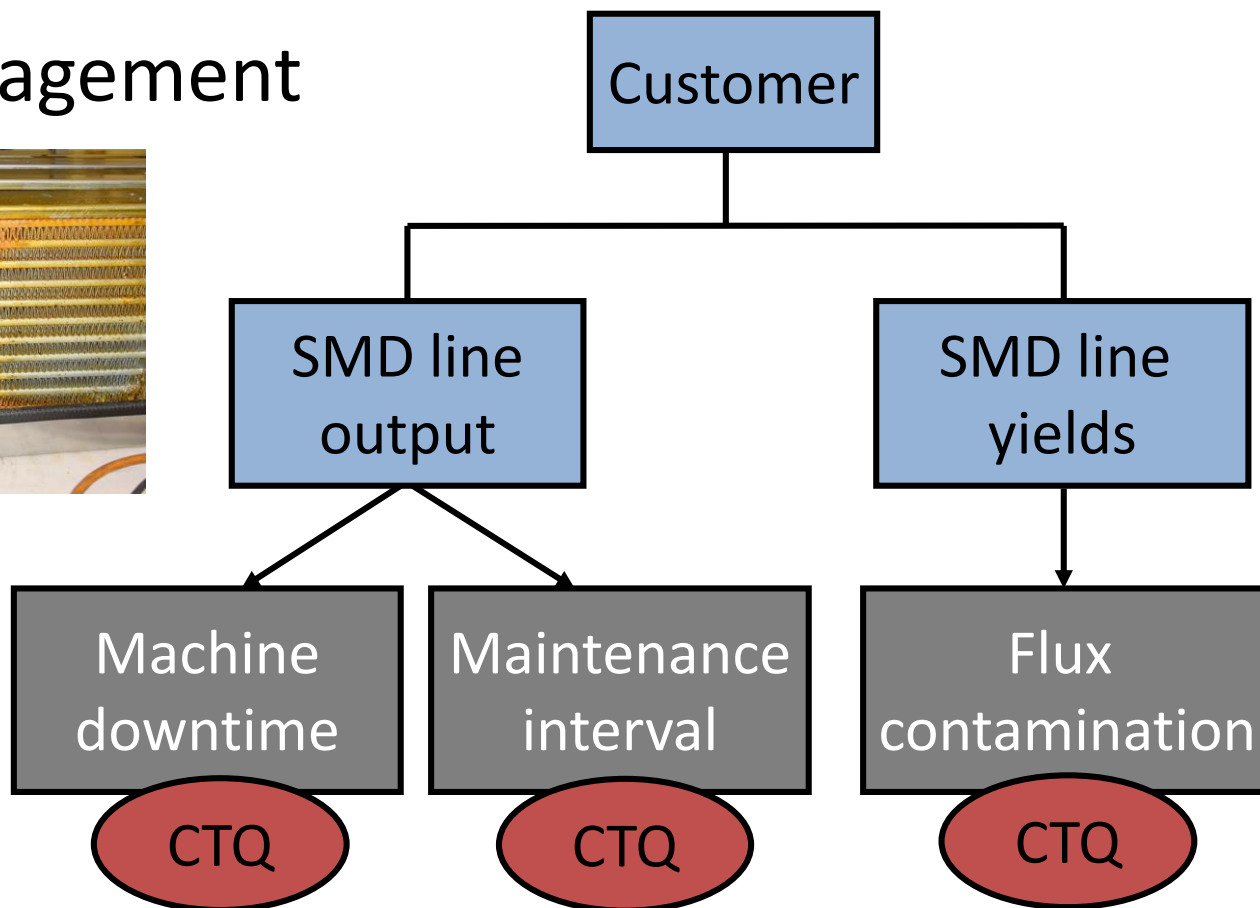 agement
Customer
SMD line
output
SMD line
yields
Machine
downtime
Maintenance
interval
Flux
contamination
CTQ
CTQ
CTQ